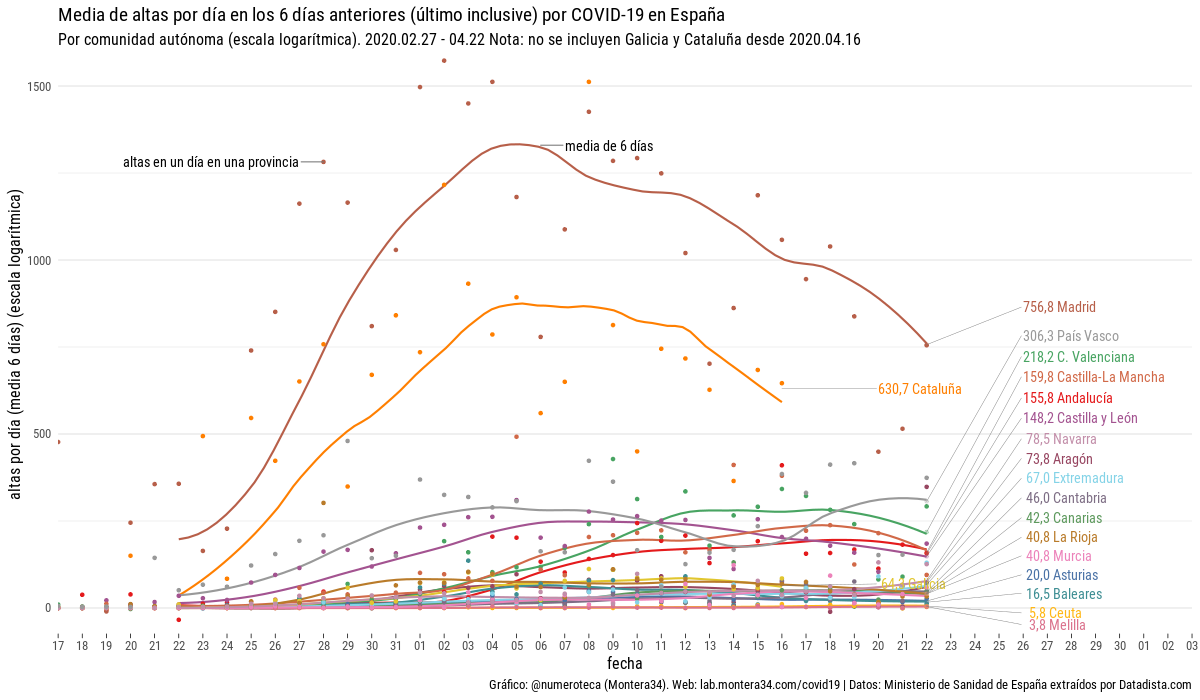 Media de altas por día en los 6 días anteriores (último inclusive) por COVID-19 en España
Por comunidad autónoma (escala logarítmica). 2020.02.27 - 04.22 Nota: no se incluyen Galicia y Cataluña desde 2020.04.16
altas por día (media 6 días) (escala logarítmica)
1500
1000
500
0
altas en un día en una provincia
media de 6 días
756,8 Madrid
306,3 País Vasco
218,2 C. Valenciana
159,8 Castilla-La Mancha
630,7 Cataluña
155,8 Andalucía
148,2 Castilla y León
78,5 Navarra
73,8 Aragón
67,0 Extremadura
46,0 Cantabria
42,3 Canarias
40,8 La Rioja
40,8 Murcia
20,0 Asturias
16,5 Baleares
5,8 Ceuta
3,8 Melilla
17 18 19 20 21 22 23 24 25 26 27 28 29 30 31 01 02 03 04 05 06 07 08 09 10 11 12 13 14 15 16 17 18 19 20 21 22 23 24 25 26 27 28 29 30 01 02 03
fecha
Gráfico: @numeroteca (Montera34). Web: lab.montera34.com/covid19 | Datos: Ministerio de Sanidad de España extraídos por Datadista.com